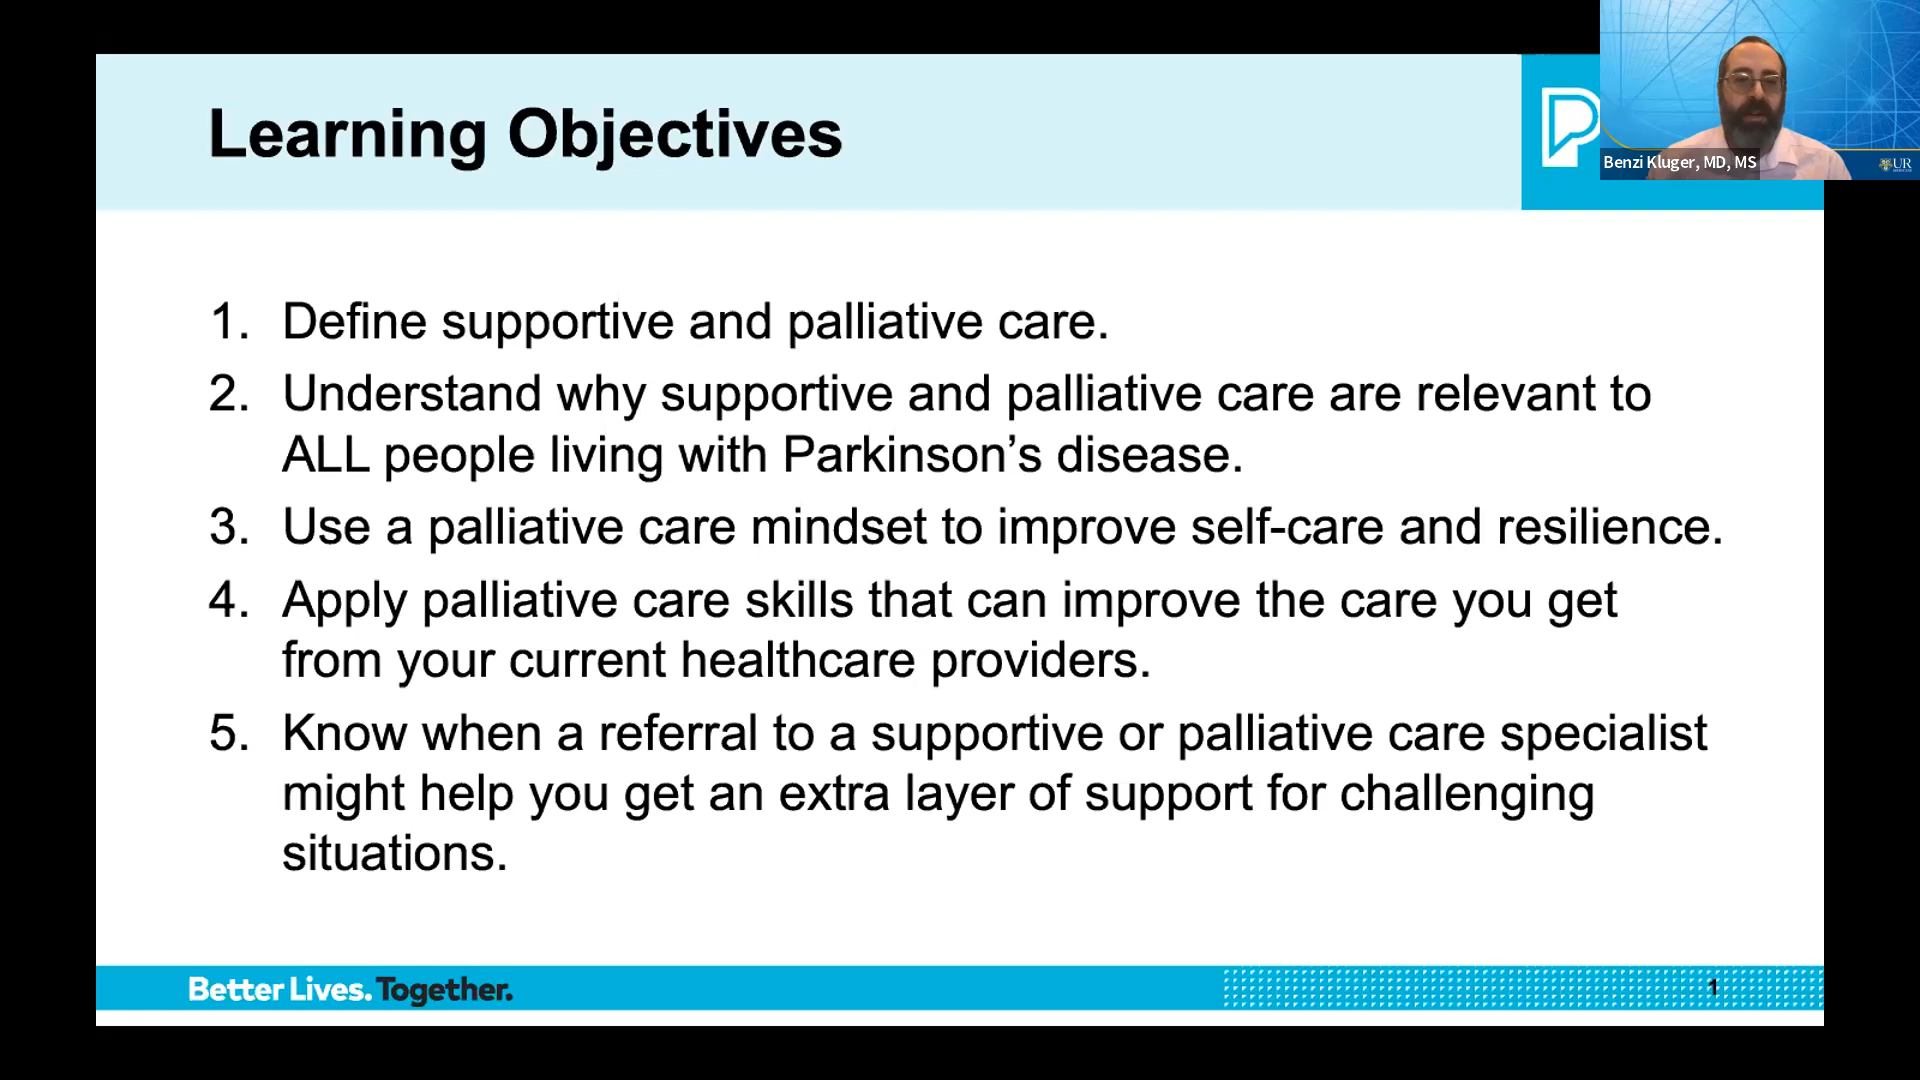 Learning Objectives
P
Benzi Kluger, MD, MS
UR
1. Define supportive and palliative care.
2. Understand why supportive and palliative care are relevant to
ALL people living with Parkinson’s disease.
3. Use a palliative care mindset to improve self-care and resilience.
4. Apply palliative care skills that can improve the care you get
from your current healthcare providers.
5. Know when a referral to a supportive or palliative care specialist
might help you get an extra layer of support for challenging
situations.
Better Lives. Together.
1